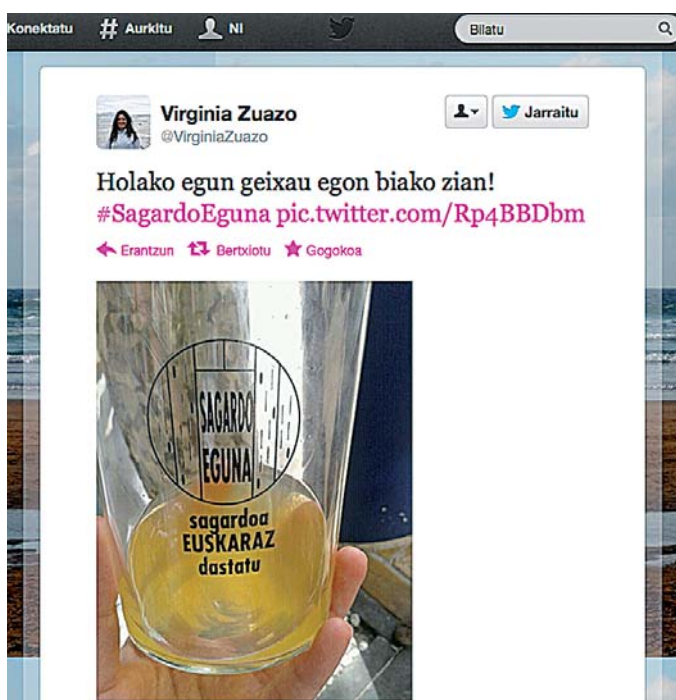 Konektatu # Aurkitu NI Bilatu
Virginia Zuazo
@VirginiaZuazo
Jarraitu
Holako egun geixau egon biako zian!
#SagardoEguna pic.twitter.com/Rp4BBDbm
Erantzun Bertxiotu Gogokoa
SAGARDO
EGUNA
sagardoa
EUSKARAZ
dastatu